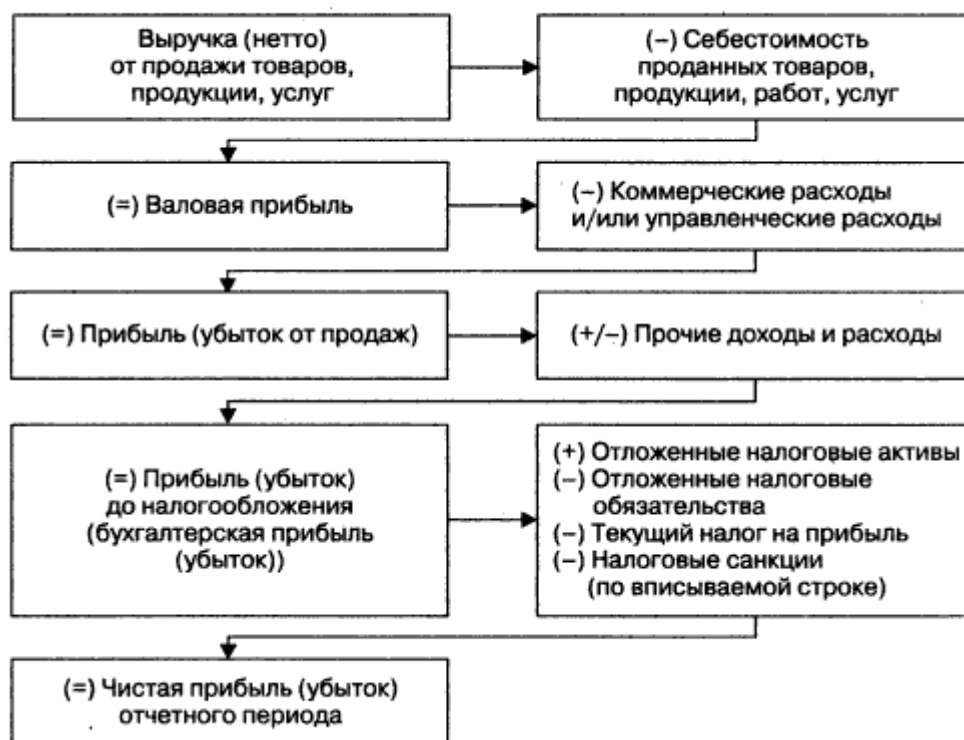 Выручка (нетто)
от продажи товаров,
продукции, услуг
(–) Себестоимость
проданных товаров,
продукции, работ, услуг
(=) Валовая прибыль
(–) Коммерческие расходы
и/или управленческие расходы
(=) Прибыль (убыток от продаж)
(+/–) Прочие доходы и расходы
(=) Прибыль (убыток)
до налогообложения
(бухгалтерская прибыль
(убыток))
(+) Отложенные налоговые активы
(–) Отложенные налоговые
обязательства
(–) Текущий налог на прибыль
(–) Налоговые санкции
(по вписываемой строке)
(=) Чистая прибыль (убыток)
отчетного периода